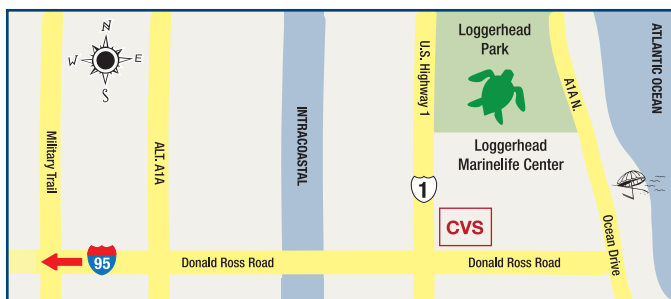 N
W E
S
Military Trail
ALT. A1A
INTRACOASTAL
U.S. Highway 1
Loggerhead
Park
A1A N.
ATLANTIC OCEAN
Loggerhead
Marinelife Center
1
CVS
Ocean Drive
95
Donald Ross Road
Donald Ross Road